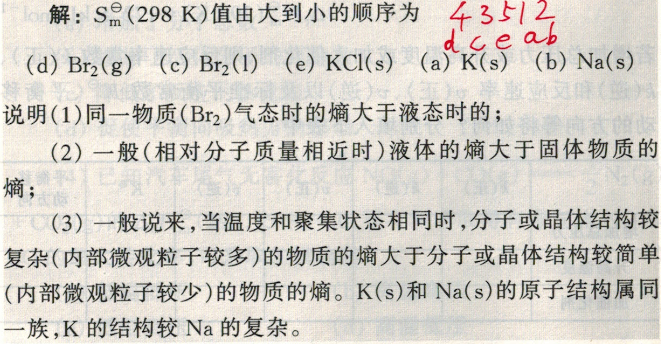 解：S⊖m(298 K)值由大到小的顺序为
4 3 5 1 2
d c e a b
(d) Br₂(g) (c) Br₂(l) (e) KCl(s) (a) K(s) (b) Na(s)
说明(1)同一物质(Br₂)气态时的熵大于液态时的；
(2) 一般(相对分子质量相近时)液体的熵大于固体物质的
熵；
(3) 一般说来,当温度和聚集状态相同时,分子或晶体结构较
复杂(内部微观粒子较多)的物质的熵大于分子或晶体结构较简单
(内部微观粒子较少)的物质的熵。K(s)和 Na(s)的原子结构属同
一族,K 的结构较 Na 的复杂。